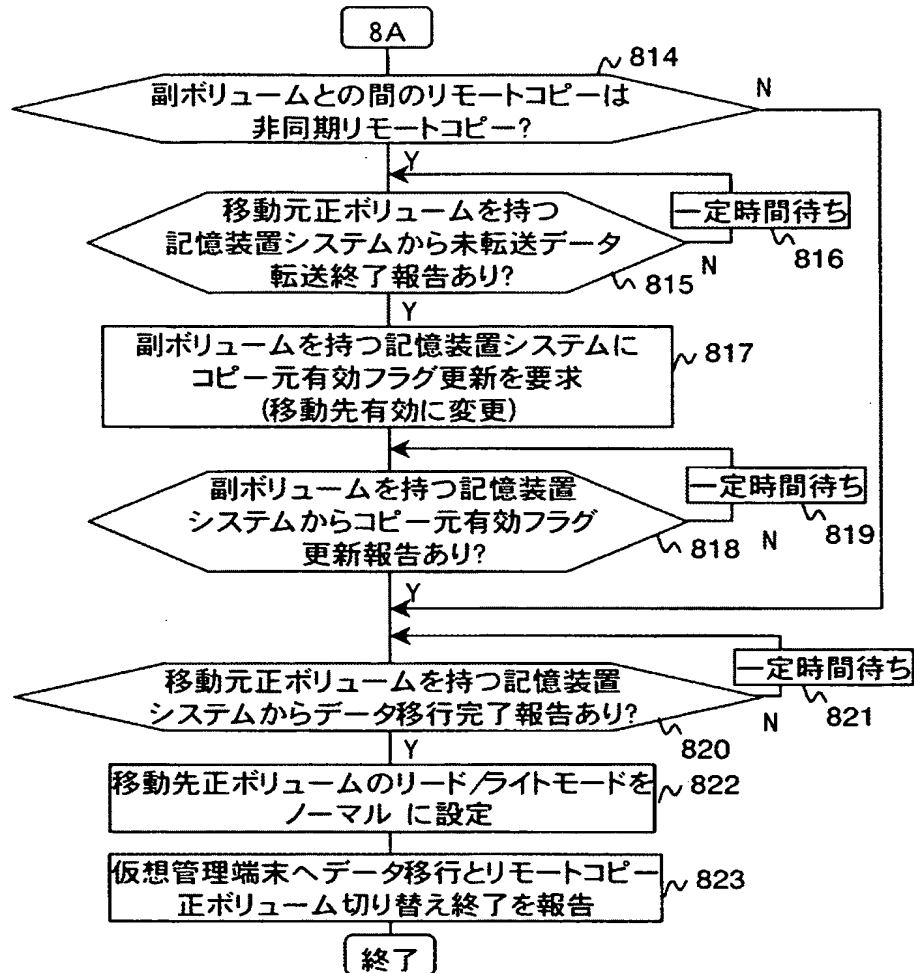 8A
814
副ボリュームとの間のリモートコピーは
非同期リモートコピー?
N
Y
移動元正ボリュームを持つ
記憶装置システムから未転送データ
転送終了報告あり?
一定時間待ち
816
N
815
Y
副ボリュームを持つ記憶装置システムに
コピー元有効フラグ更新を要求
(移動先有効に変更)
817
副ボリュームを持つ記憶装置
システムからコピー元有効フラグ
更新報告あり?
一定時間待ち
819
N
818
Y
移動元正ボリュームを持つ記憶装置
システムからデータ移行完了報告あり?
一定時間待ち
821
N
820
Y
移動先正ボリュームのリード/ライトモードを
ノーマル に設定
822
仮想管理端末へデータ移行とリモートコピー
正ボリューム切り替え終了を報告
823
終了